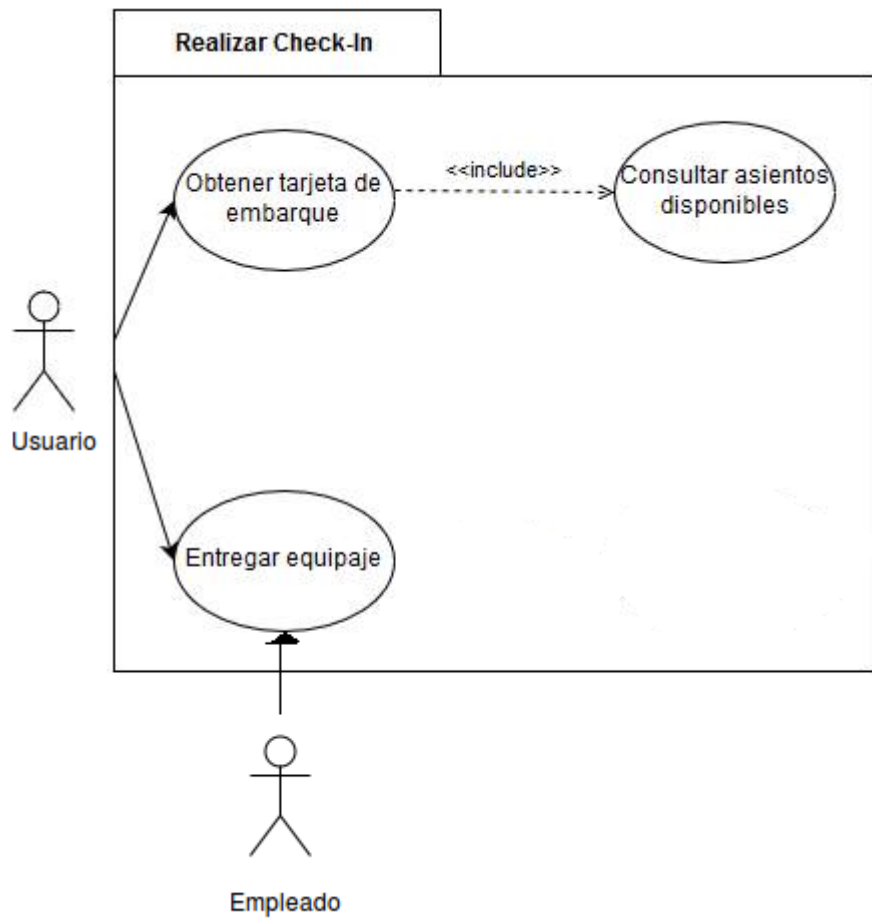 Realizar Check-In
Obtener tarjeta de
embarque
<<include>>
Consultar asientos
disponibles
Usuario
Entregar equipaje
Empleado